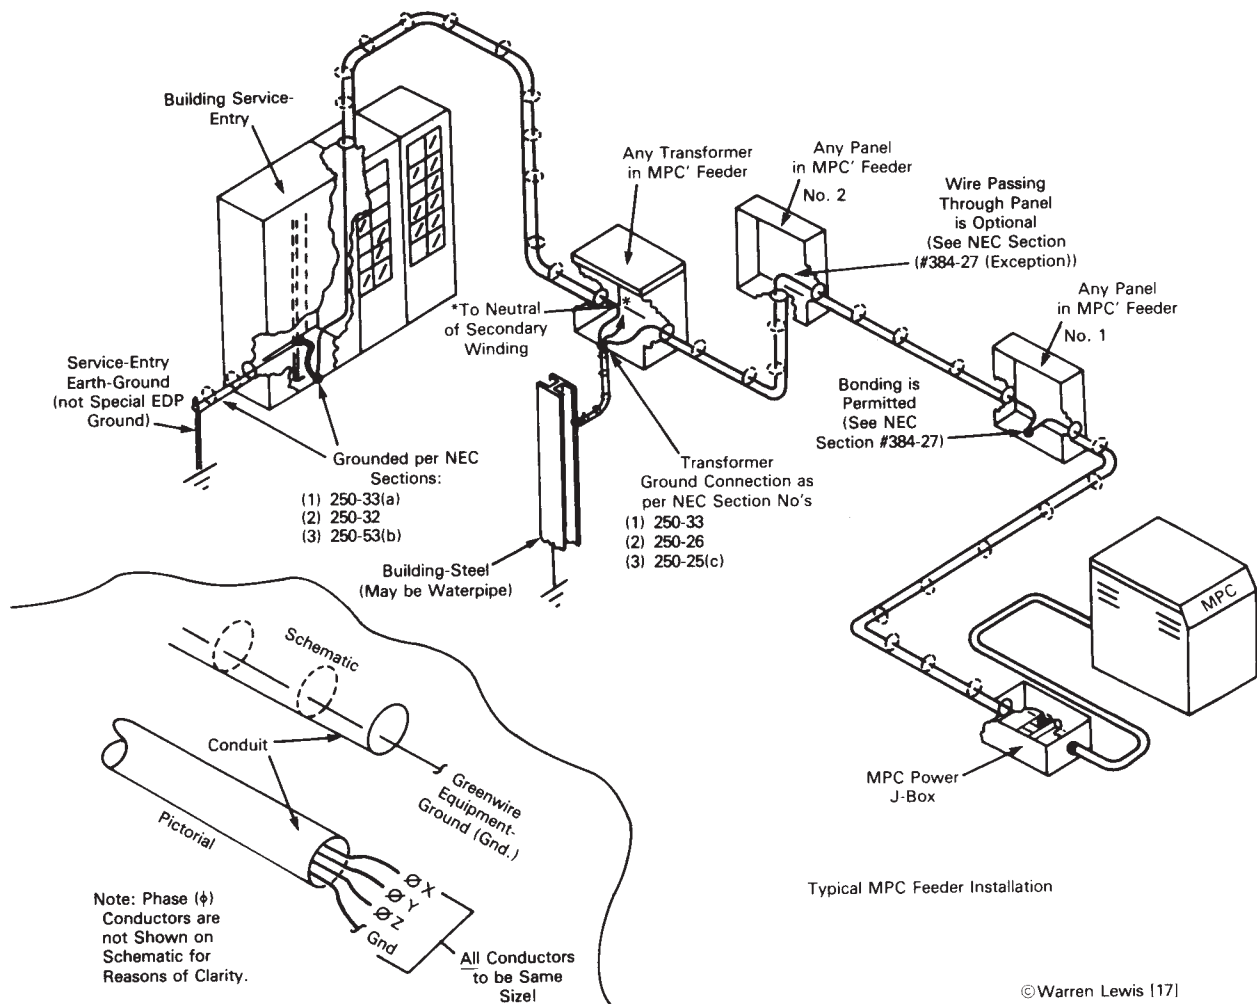 Building Service-
Entry
Any Transformer
in MPC' Feeder
Any Panel
in MPC' Feeder
No. 2
Wire Passing
Through Panel
is Optional
(See NEC Section
(#384-27 (Exception))
Any Panel
in MPC' Feeder
No. 1
*
*To Neutral
of Secondary
Winding
Service-Entry
Earth-Ground
(not Special EDP
Ground)
Bonding is
Permitted
(See NEC
Section #384-27)
Grounded per NEC
Sections:
(1) 250-33(a)
(2) 250-32
(3) 250-53(b)
Transformer
Ground Connection as
per NEC Section No's
(1) 250-33
(2) 250-26
(3) 250-25(c)
Building-Steel
(May be Waterpipe)
MPC
MPC Power
J-Box
Schematic
Conduit
Greenwire
Equipment-
Ground (Gnd.)
Pictorial
Ø X
Ø Y
Ø Z
Gnd
All Conductors
to be Same
Size!
Note: Phase (ϕ)
Conductors are
not Shown on
Schematic for
Reasons of Clarity.
Typical MPC Feeder Installation
©Warren Lewis [17]